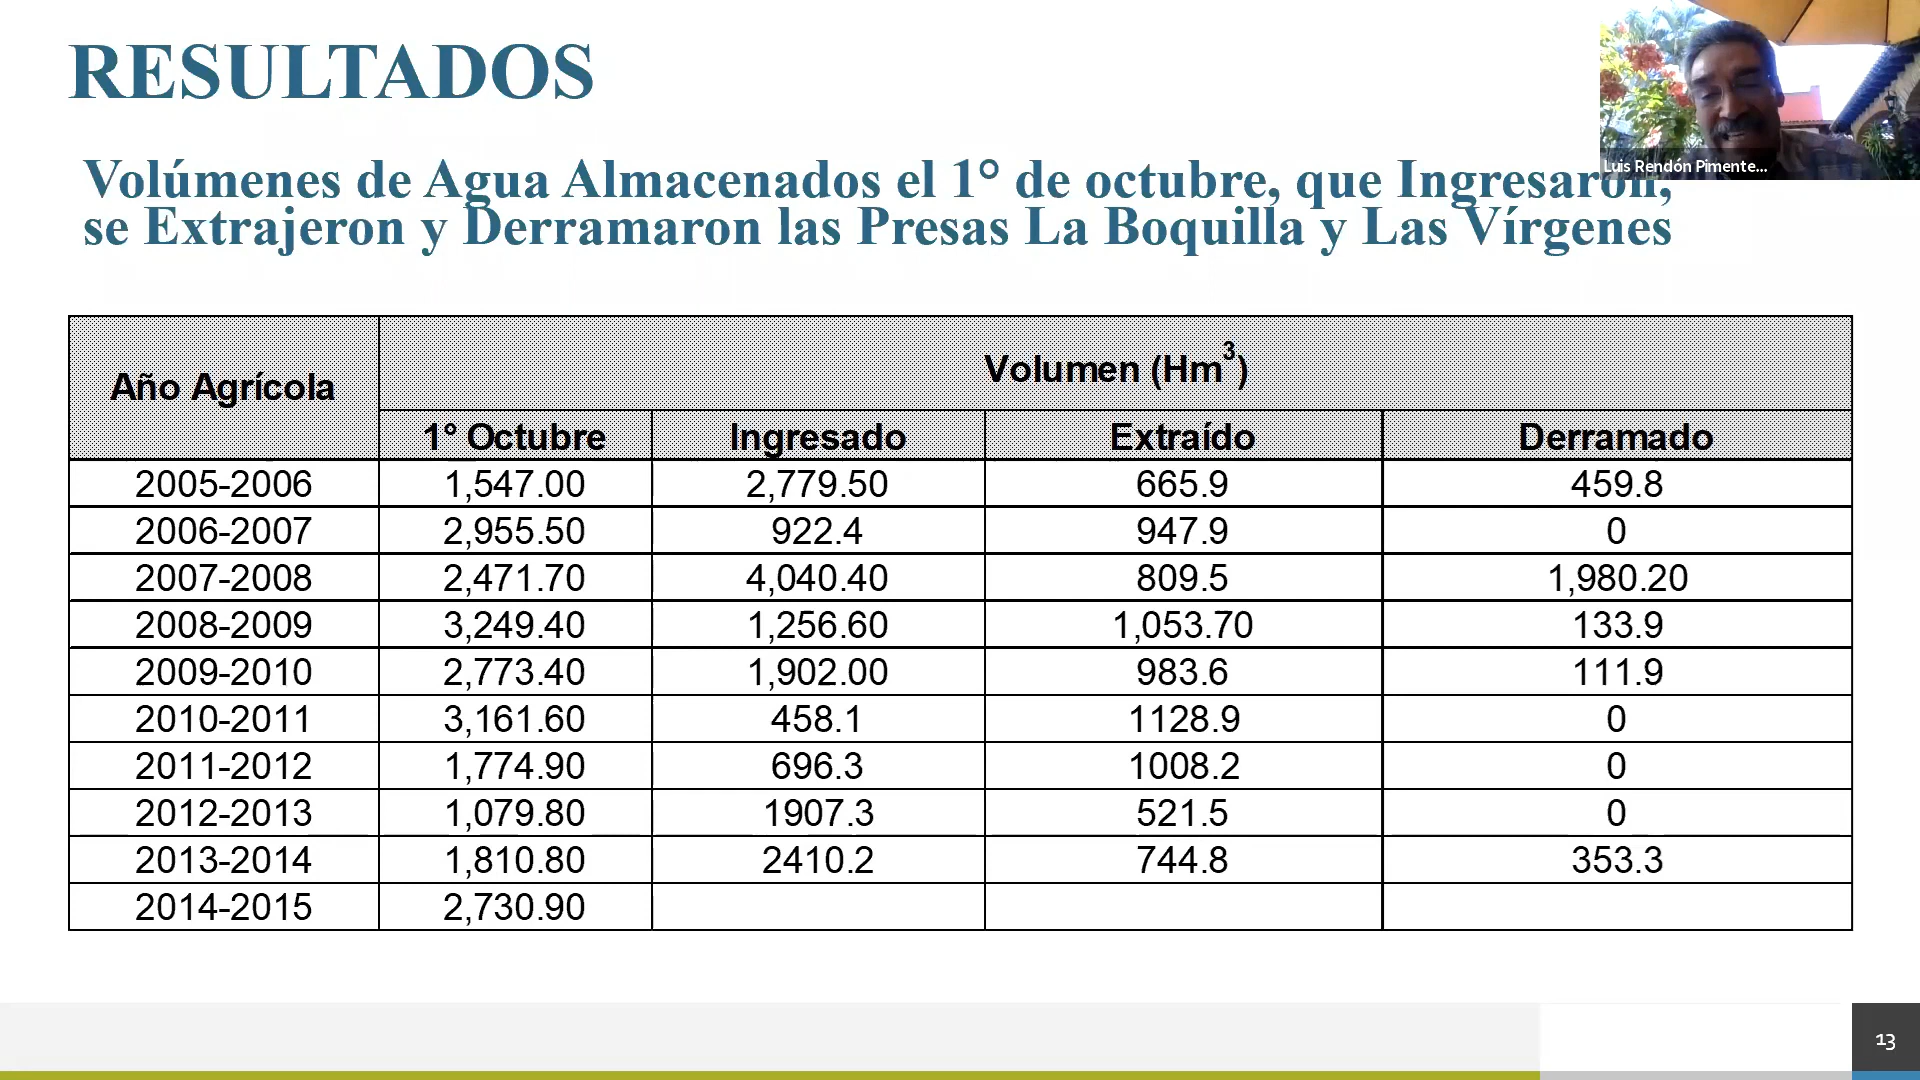 RESULTADOS
Volúmenes de Agua Almacenados el 1° de octubre, que Ingresaron,
se Extrajeron y Derramaron las Presas La Boquilla y Las Vírgenes
Luis Rendón Pimente...
Año Agrícola Volumen (Hm³)
1° Octubre Ingresado Extraído Derramado
2005-2006 1,547.00 2,779.50 665.9 459.8
2006-2007 2,955.50 922.4 947.9 0
2007-2008 2,471.70 4,040.40 809.5 1,980.20
2008-2009 3,249.40 1,256.60 1,053.70 133.9
2009-2010 2,773.40 1,902.00 983.6 111.9
2010-2011 3,161.60 458.1 1128.9 0
2011-2012 1,774.90 696.3 1008.2 0
2012-2013 1,079.80 1907.3 521.5 0
2013-2014 1,810.80 2410.2 744.8 353.3
2014-2015 2,730.90
13